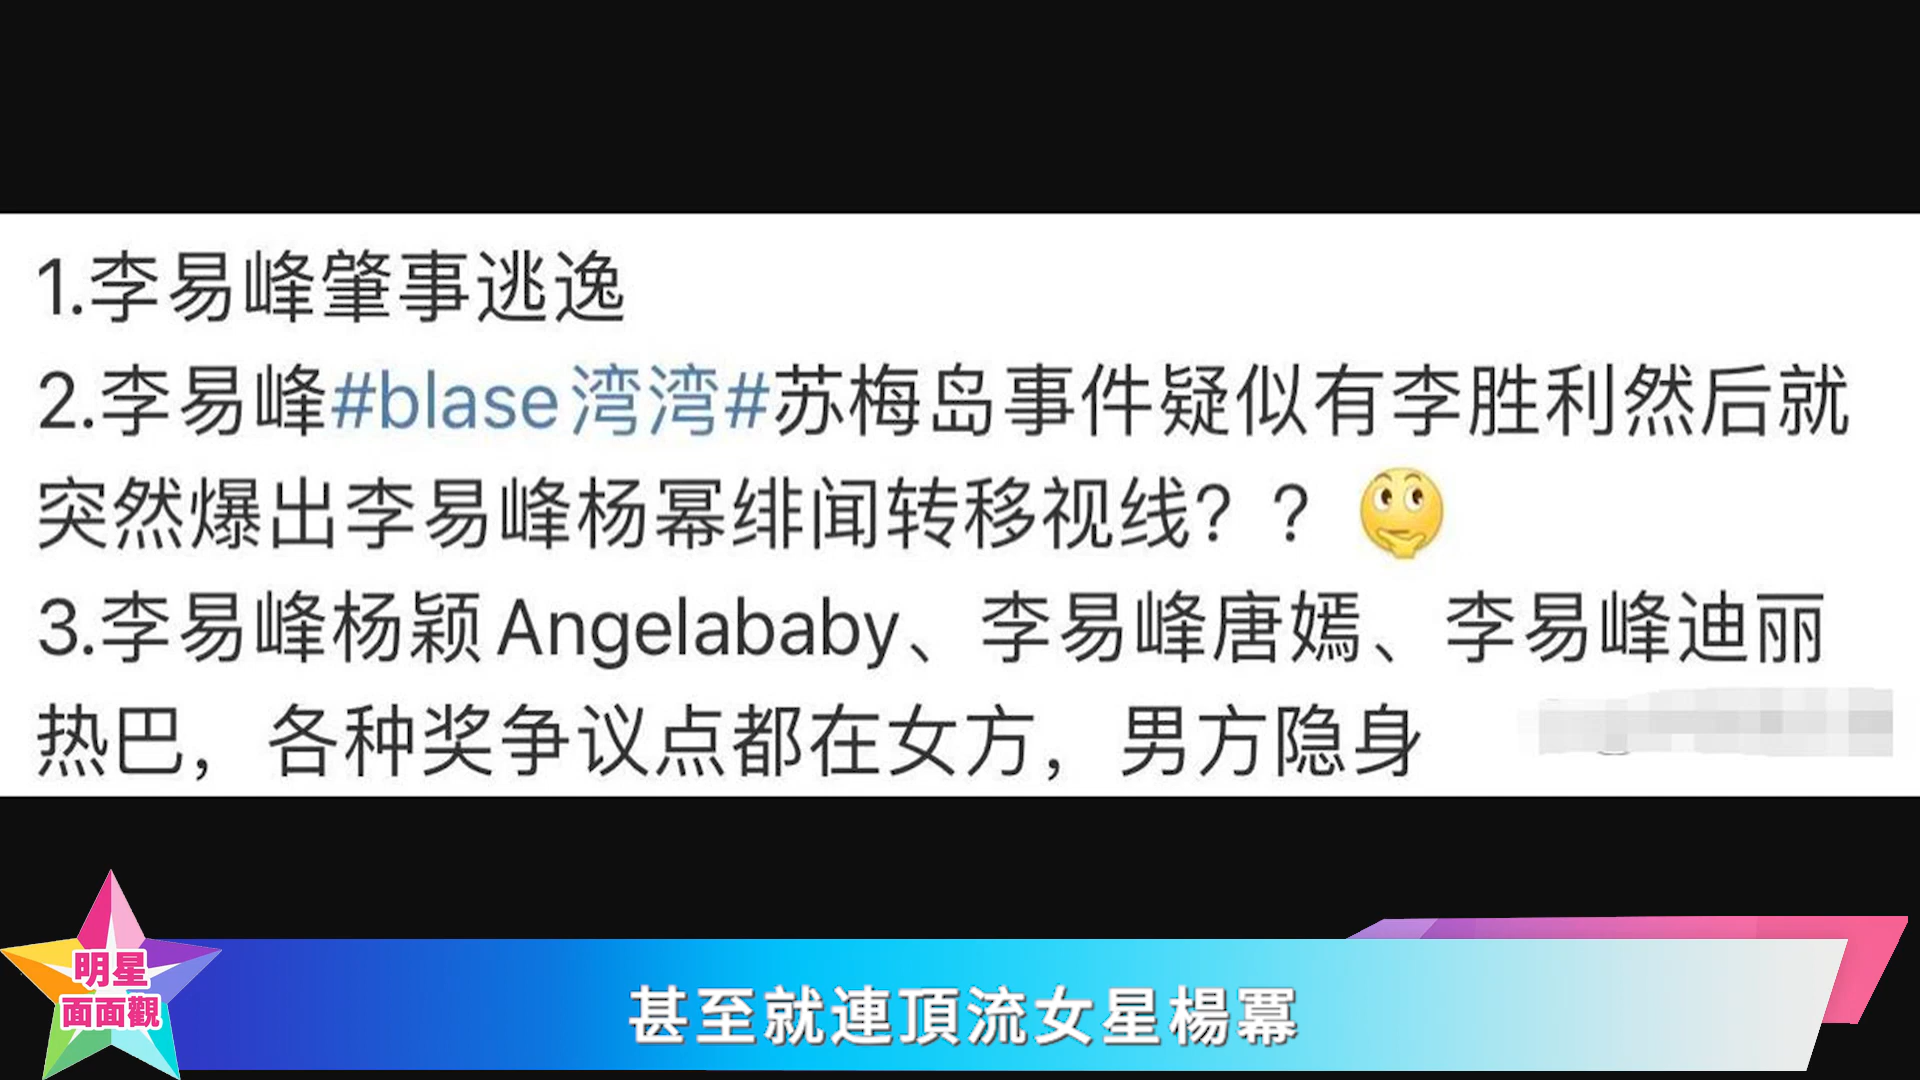 1.李易峰肇事逃逸
2.李易峰#blase湾湾#苏梅岛事件疑似有李胜利然后就
突然爆出李易峰杨幂绯闻转移视线？？
3.李易峰杨颖Angelababy、李易峰唐嫣、李易峰迪丽
热巴，各种奖争议点都在女方，男方隐身
明星
面面觀
甚至就連頂流女星楊冪